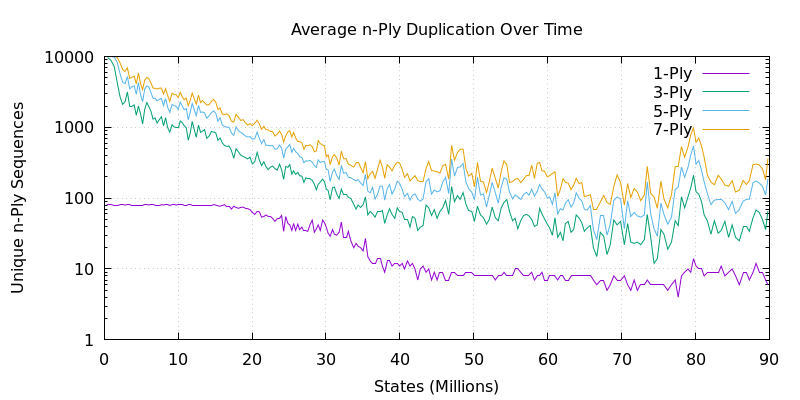 Average n-Ply Duplication Over Time
Unique n-Ply Sequences
10000
1000
100
10
1
1-Ply
3-Ply
5-Ply
7-Ply
0 10 20 30 40 50 60 70 80 90
States (Millions)